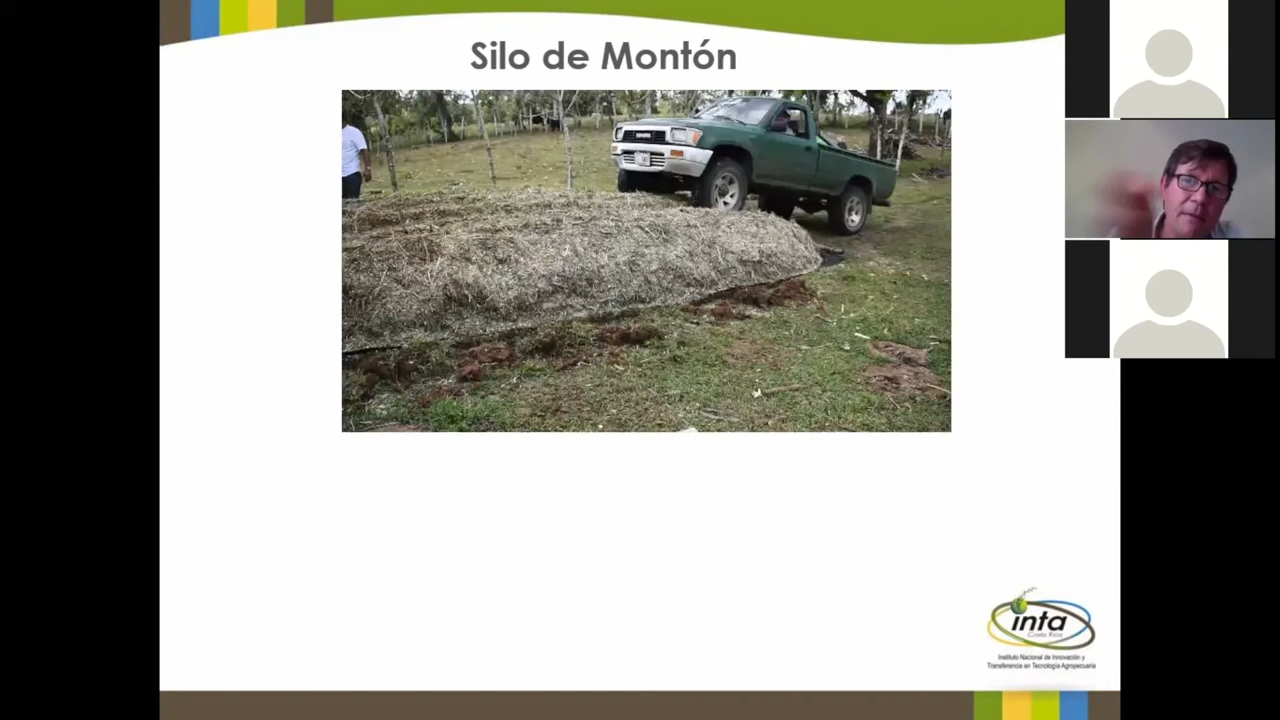 Silo de Montón
inta
Costa Rica
Instituto Nacional de Innovación y
Transferencia en Tecnología Agropecuaria